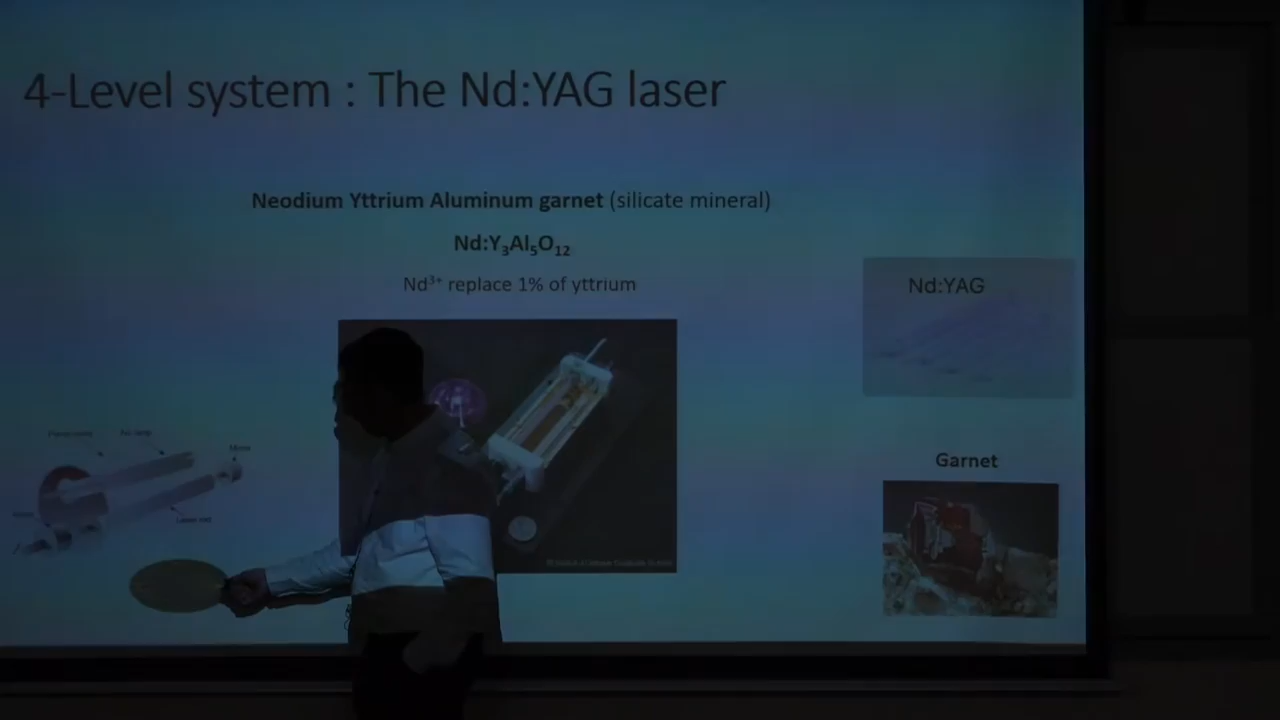 4-Level system : The Nd:YAG laser
Neodium Yttrium Aluminum garnet (silicate mineral)
Nd:Y₃Al₅O₁₂
Nd³⁺ replace 1% of yttrium
Nd:YAG
Garnet